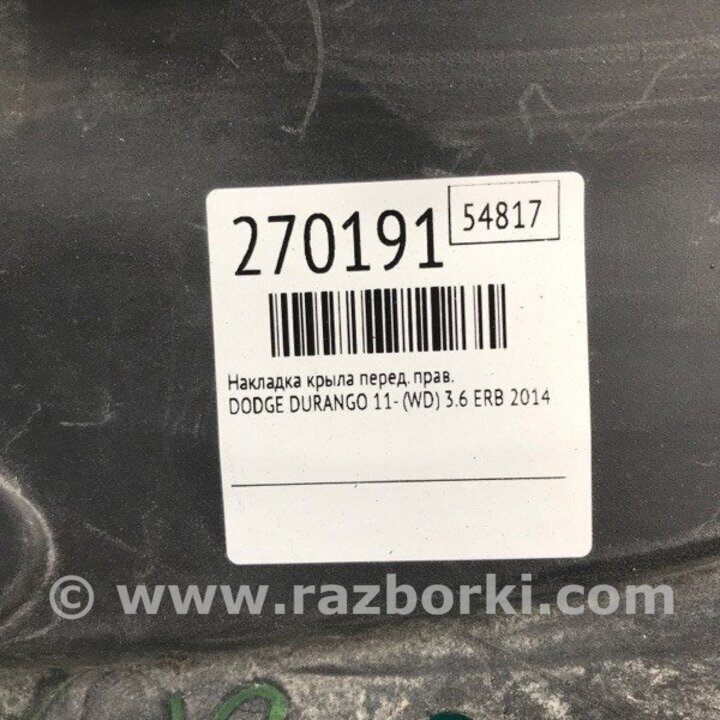 270191
54817
Накладка крыла перед. прав.
DODGE DURANGO 11- (WD) 3.6 ERB 2014
© www.razborki.com